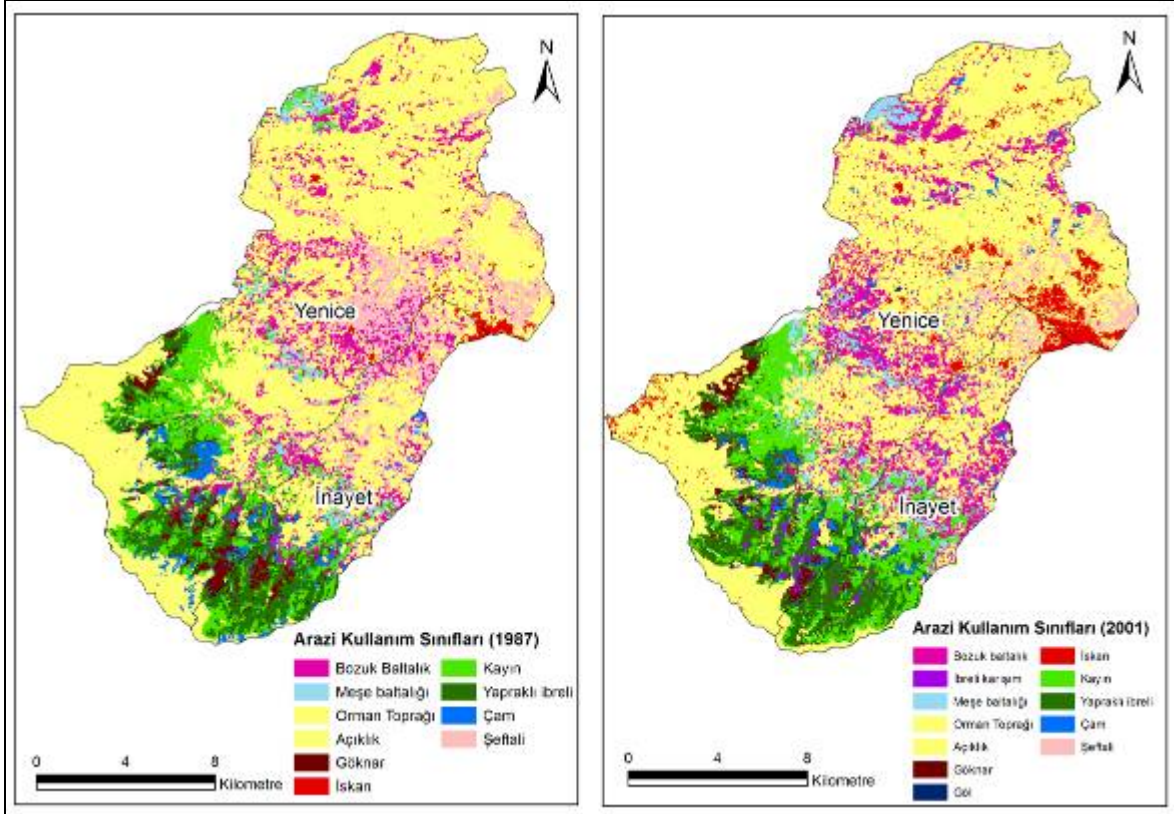 N
Yenice
İnayet
Arazi Kullanım Sınıfları (1987)
Bozuk Baltalık
Kayın
Meşe baltalığı
Yapraklı ibreli
Orman Toprağı
Çam
Açıklık
Şeftali
Göknar
İskan
0 4 8
Kilometre
N
Yenice
İnayet
Arazi Kullanım Sınıfları (2001)
Bozuk baltalık
İskan
İbreli karışım
Kayın
Meşe baltalığı
Yapraklı ibreli
Orman Toprağı
Çam
Açıklık
Şeftali
Göknar
Göl
0 4 8
Kilometre